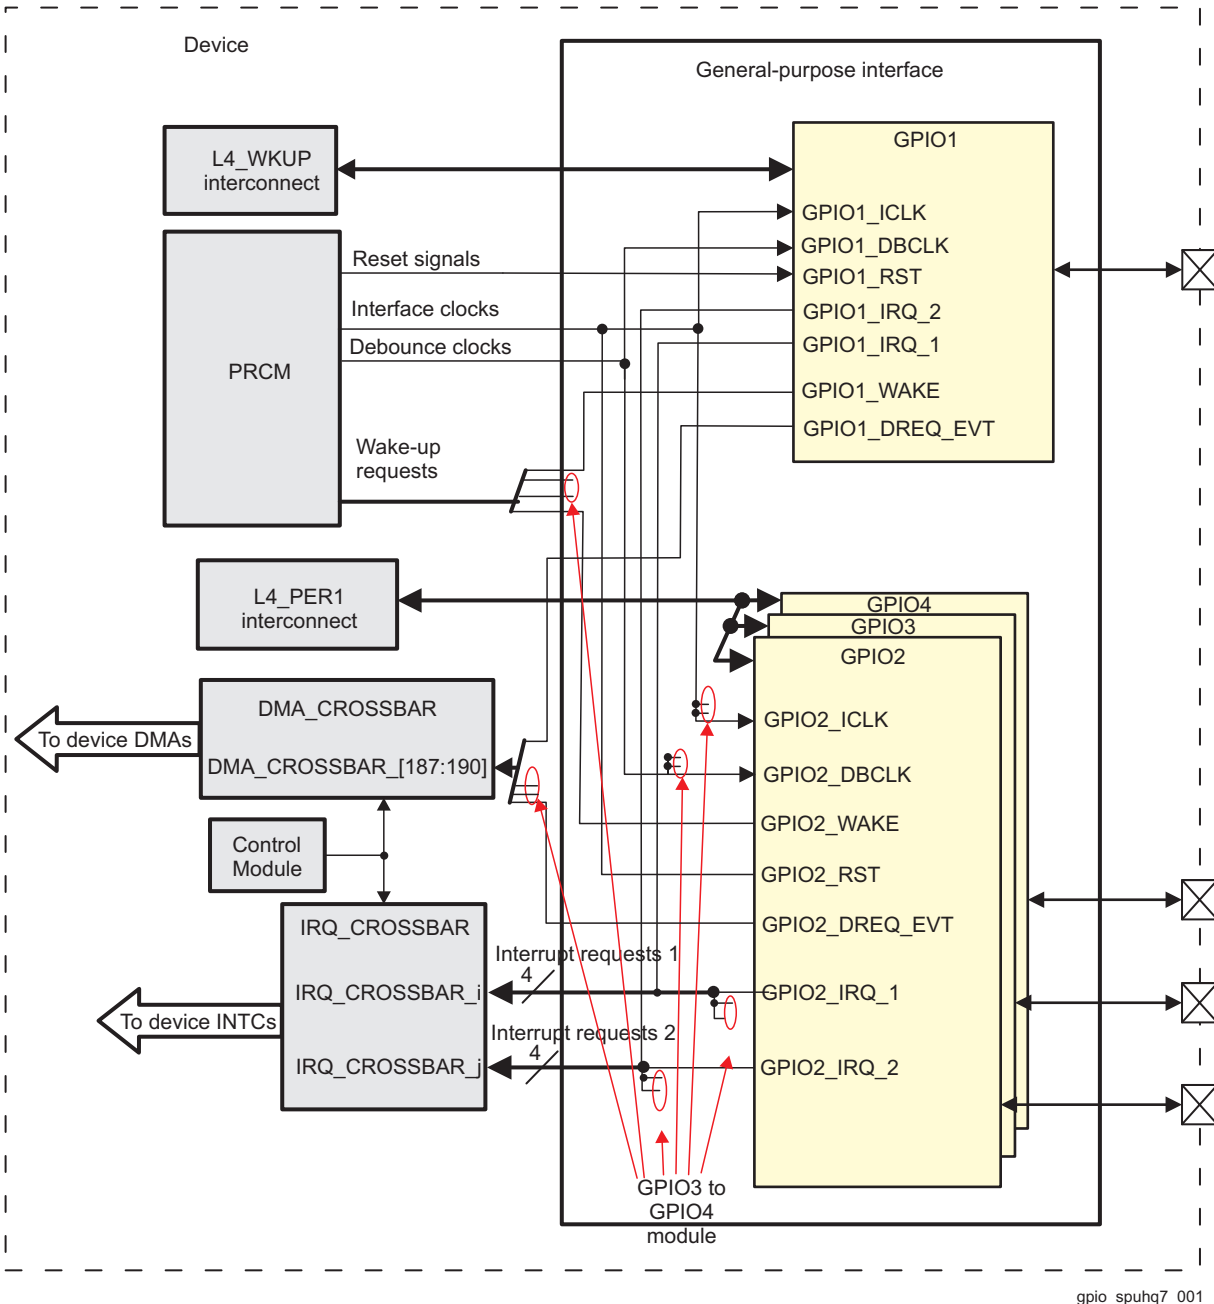 Device
General-purpose interface
GPIO1
L4_WKUP
interconnect
GPIO1_ICLK
GPIO1_DBCLK
Reset signals
GPIO1_RST
Interface clocks
GPIO1_IRQ_2
Debounce clocks
GPIO1_IRQ_1
PRCM
GPIO1_WAKE
GPIO1_DREQ_EVT
Wake-up
requests
L4_PER1
interconnect
GPIO4
GPIO3
GPIO2
DMA_CROSSBAR
GPIO2_ICLK
To device DMAs
DMA_CROSSBAR_[187:190]
GPIO2_DBCLK
GPIO2_WAKE
Control
Module
GPIO2_RST
IRQ_CROSSBAR
GPIO2_DREQ_EVT
Interrupt requests 1
4
IRQ_CROSSBAR_i
GPIO2_IRQ_1
To device INTCs
Interrupt requests 2
4
IRQ_CROSSBAR_j
GPIO2_IRQ_2
GPIO3 to
GPIO4
module
gpio_spuhq7_001